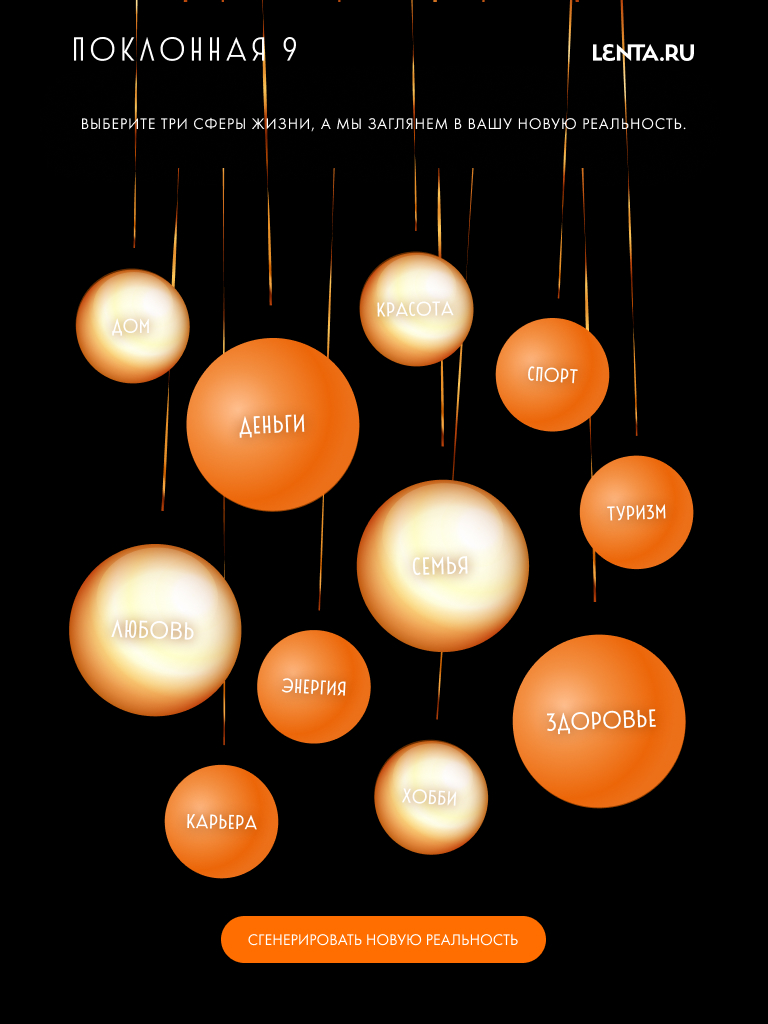 ПОКЛОННАЯ 9
LENTA.RU
ВЫБЕРИТЕ ТРИ СФЕРЫ ЖИЗНИ, А МЫ ЗАГЛЯНЕМ В ВАШУ НОВУЮ РЕАЛЬНОСТЬ.
ДОМ
КРАСОТА
СПОРТ
ДЕНЬГИ
ТУРИЗМ
СЕМЬЯ
ЛЮБОВЬ
ЭНЕРГИЯ
ЗДОРОВЬЕ
ХОББИ
КАРЬЕРА
СГЕНЕРИРОВАТЬ НОВУЮ РЕАЛЬНОСТЬ